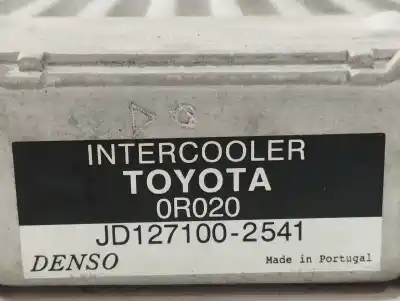 INTERCOOLER
TOYOTA
0R020
JD127100-2541
DENSO Made in Portugal